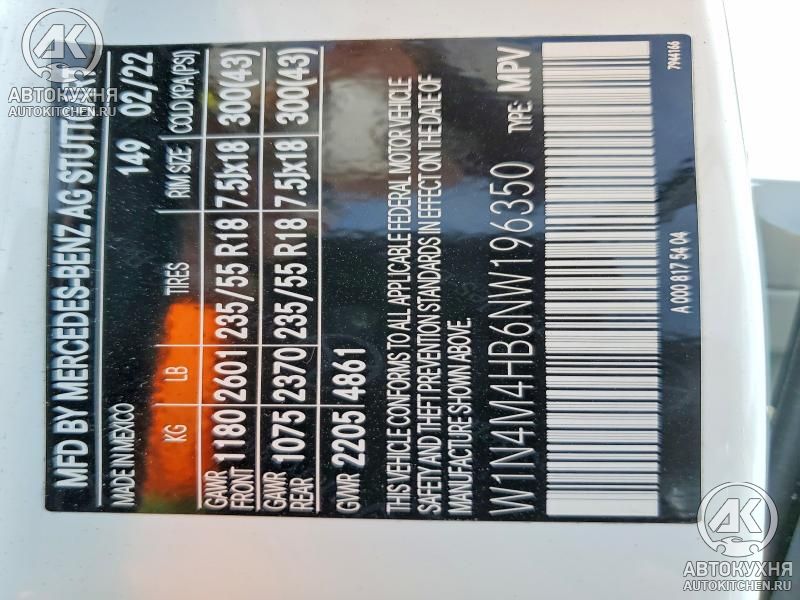 MFD BY MERCEDES-BENZ AG STUTTGART
MADE IN MEXICO 149 02/22
KG LB TIRES RIM SIZE COLD KPA(PSI)
GAWR
FRONT 1180 2601 235/55 R18 7.5Jx18 300(43)
GAWR
REAR 1075 2370 235/55 R18 7.5Jx18 300(43)
GVWR 2205 4861
THIS VEHICLE CONFORMS TO ALL APPLICABLE FEDERAL MOTOR VEHICLE
SAFETY AND THEFT PREVENTION STANDARDS IN EFFECT ON THE DATE OF
MANUFACTURE SHOWN ABOVE.
W1N4M4HB6NW196350 TYPE: MPV
A 000 817 54 04 7944166
АК
АВТОКУХНЯ
AUTOKITCHEN.RU
АК
АВТОКУХНЯ
AUTOKITCHEN.RU